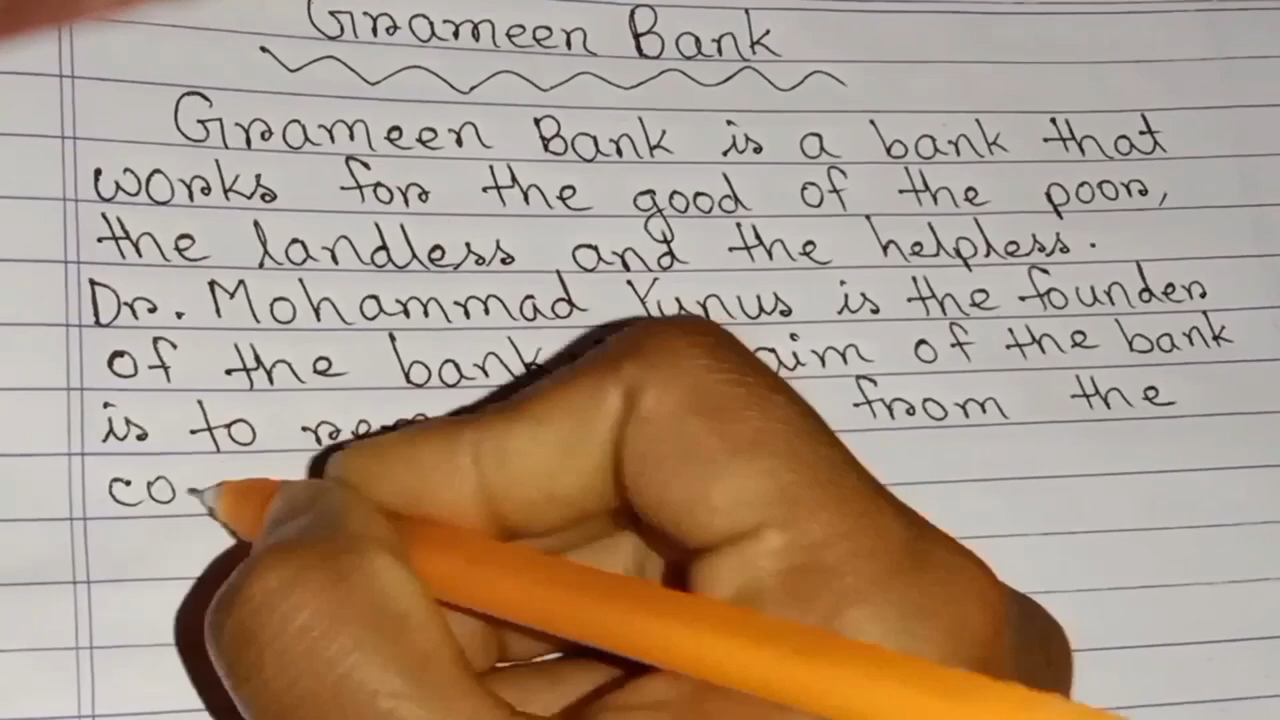 Grameen Bank
Grameen Bank is a bank that
works for the good of the poor,
the landless and the helpless.
Dr. Mohammad Yunus is the founder
of the bank aim of the bank
is to from the
co